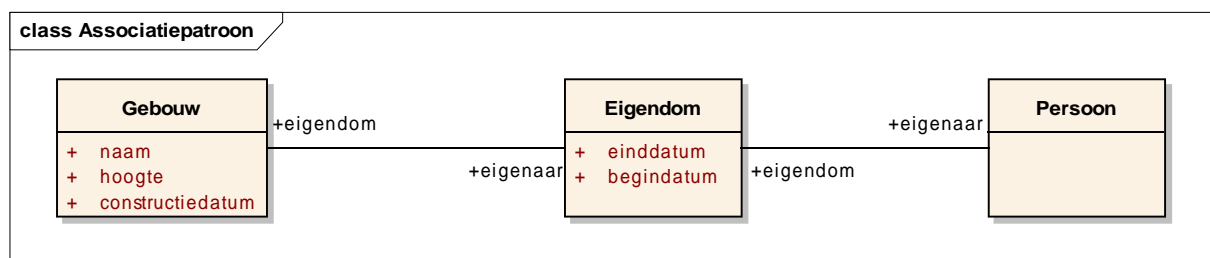 class Associatiepatroon
Gebouw
+ naam
+ hoogte
+ constructiedatum
+eigendom
+eigenaar
Eigendom
+ einddatum
+ begindatum
+eigendom
+eigenaar
Persoon